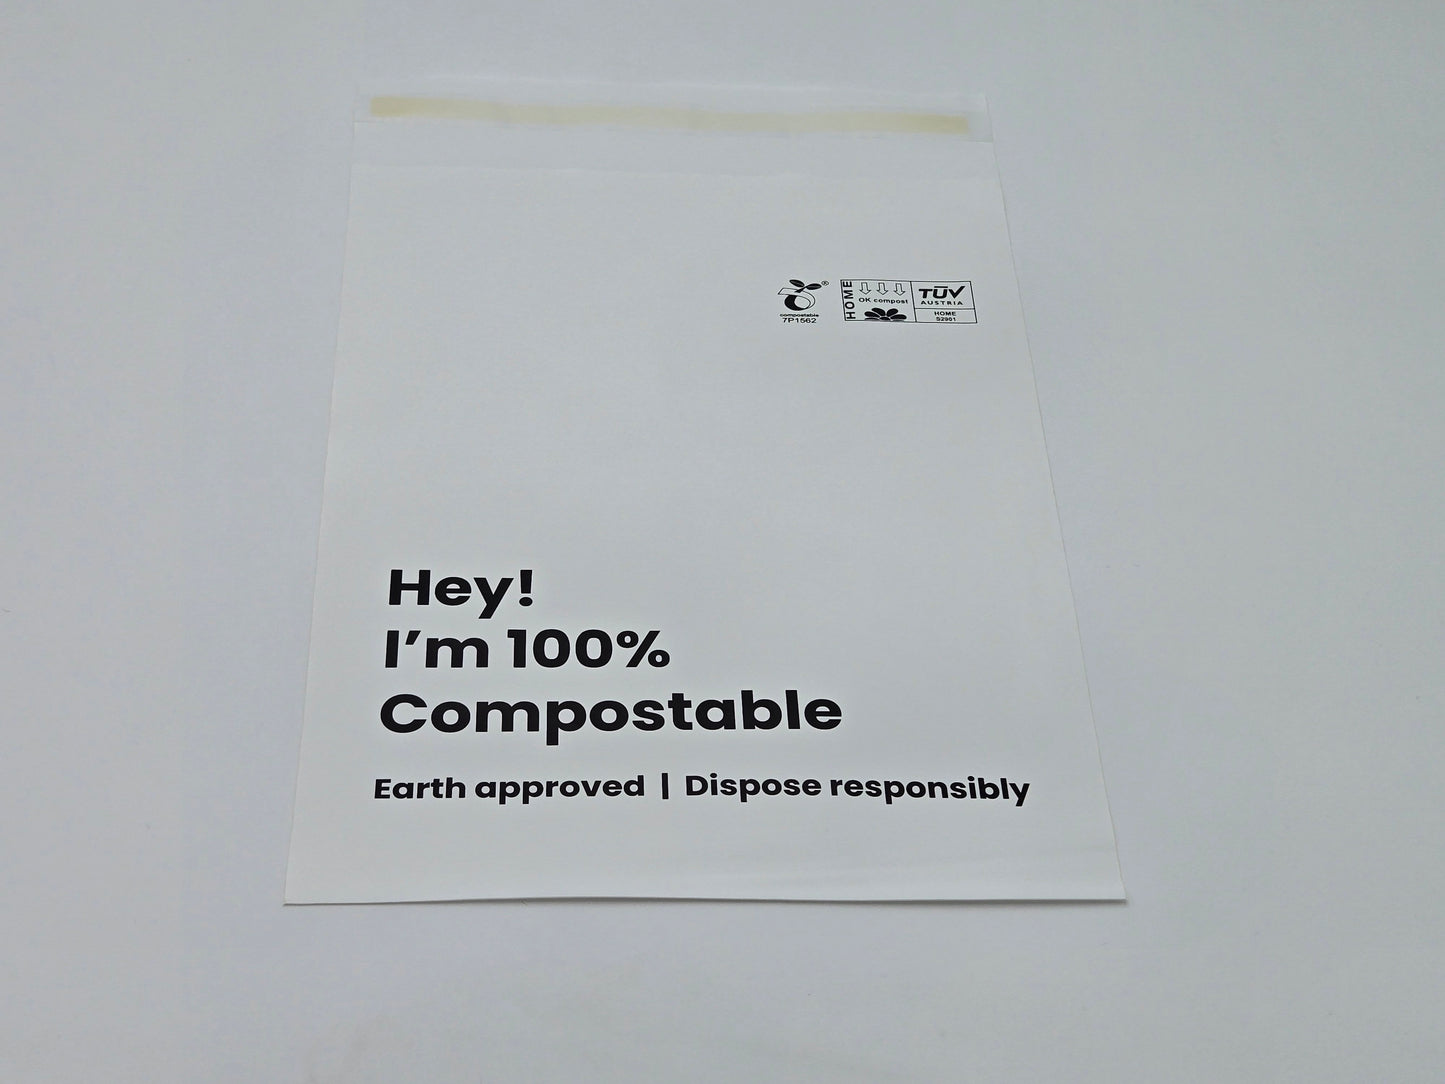 compostable
7P1562
HOME
OK compost
TÜV
AUSTRIA
HOME
S2901
Hey!
I’m 100%
Compostable
Earth approved | Dispose responsibly